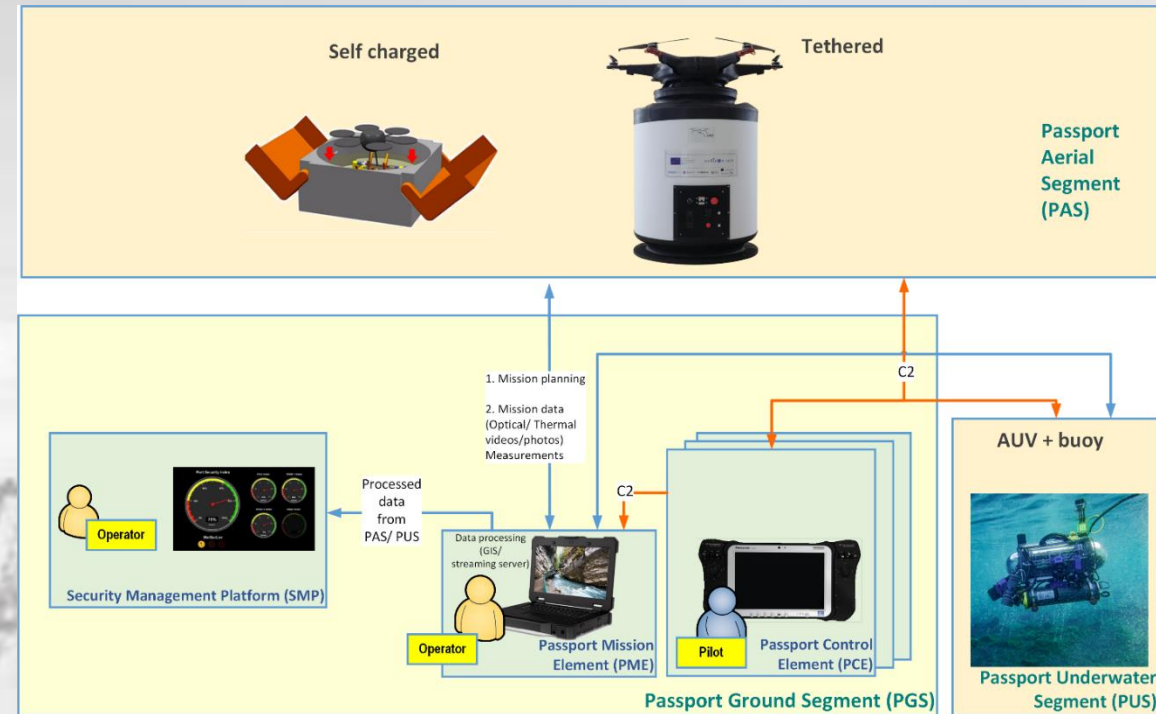 Self charged
Tethered
Passport
Aerial
Segment
(PAS)
1. Mission planning
2. Mission data
(Optical/ Thermal
videos/photos)
Measurements
C2
AUV + buoy
Processed
data
from
PAS/ PUS
C2
Operator
Security Management Platform (SMP)
Data processing
(GIS/
streaming server)
Operator
Passport Mission
Element (PME)
Pilot
Passport Control
Element (PCE)
Passport Ground Segment (PGS)
Passport Underwater
Segment (PUS)